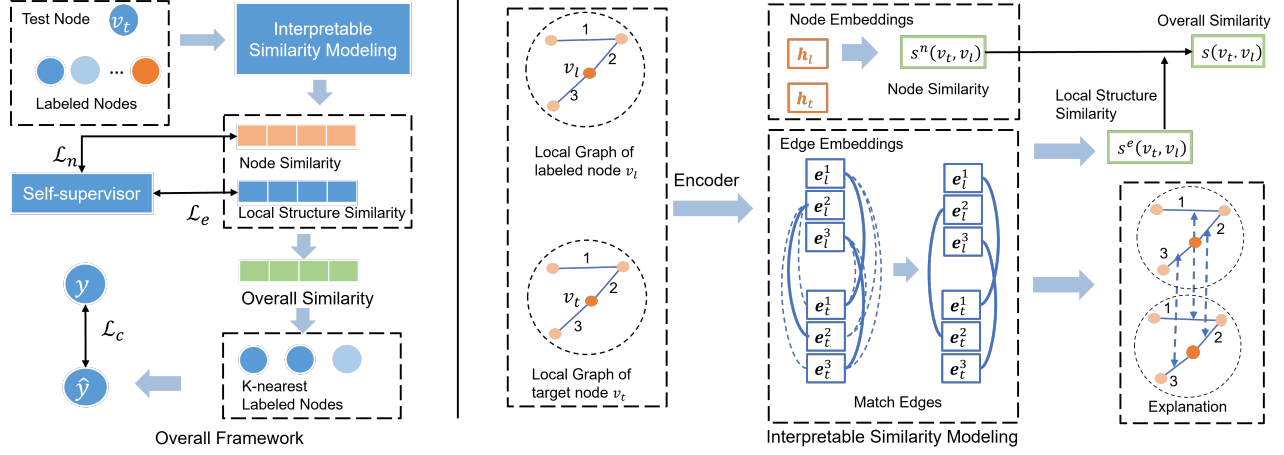 Test Node
v_t
Labeled Nodes
...
Interpretable
Similarity Modeling
ℒ_n
Self-supervisor
ℒ_e
Node Similarity
Local Structure Similarity
Overall Similarity
y
ℒ_c
ŷ
K-nearest
Labeled Nodes
Overall Framework
1
2
v_l
3
Local Graph of
labeled node v_l
1
2
v_t
3
Local Graph of
target node v_t
Encoder
Node Embeddings
h_l
h_t
s^n(v_t, v_l)
Node Similarity
Overall Similarity
s(v_t. v_l)
Local Structure
Similarity
s^e(v_t, v_l)
Edge Embeddings
e_l^1
e_l^2
e_l^3
e_t^1
e_t^2
e_t^3
e_l^1
e_l^2
e_l^3
e_t^1
e_t^2
e_t^3
Match Edges
Interpretable Similarity Modeling
1
2
3
1
2
3
Explanation